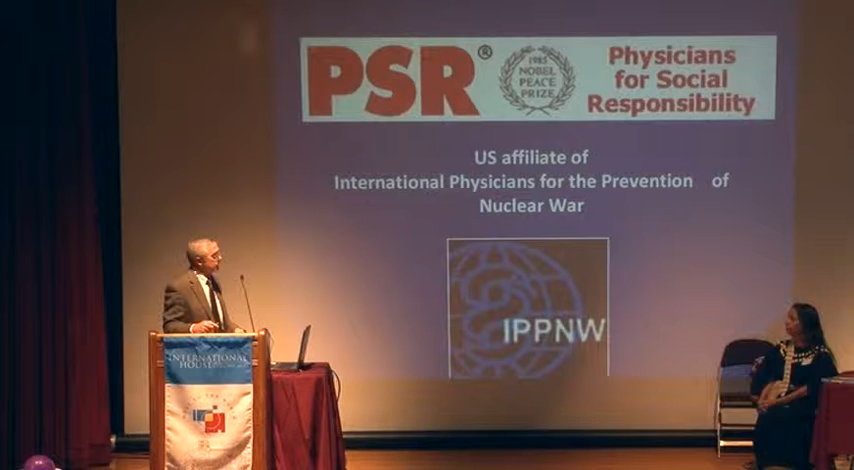 PSR®
1985
NOBEL
PEACE
PRIZE
Physicians
for Social
Responsibility
US affiliate of
International Physicians for the Prevention of
Nuclear War
IPPNW
INTERNATIONAL
HOUSE